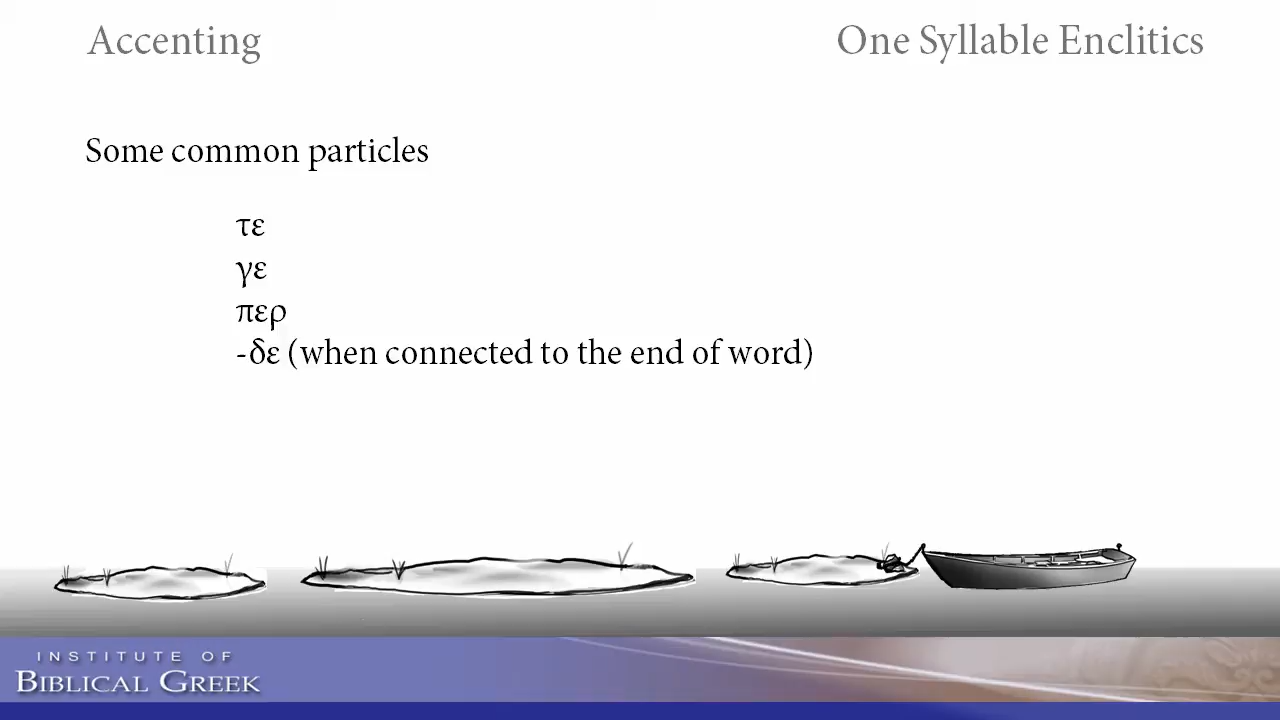 Accenting
One Syllable Enclitics
Some common particles
τε
γε
περ
-δε (when connected to the end of word)
INSTITUTE OF
BIBLICAL GREEK